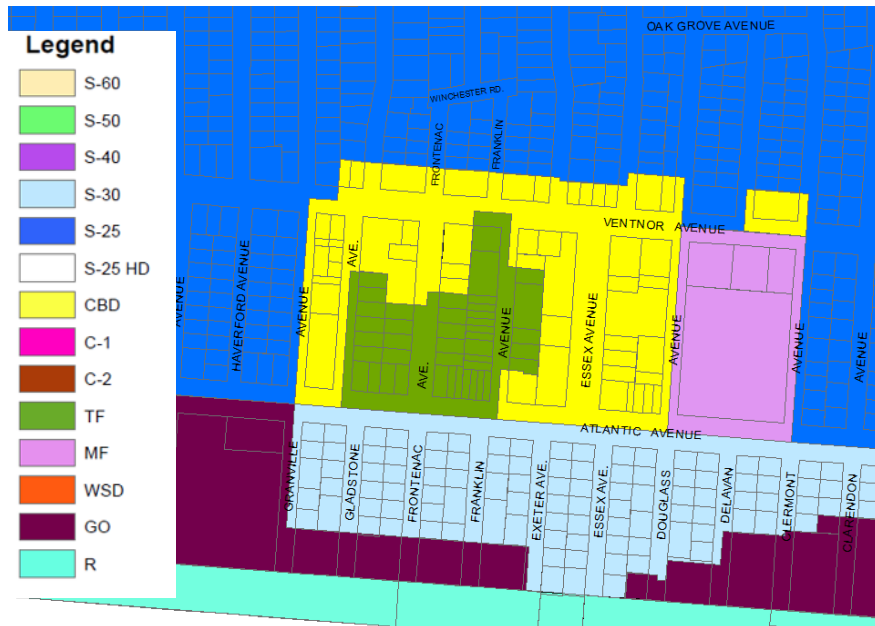 Legend
S-60
S-50
S-40
S-30
S-25
S-25 HD
CBD
C-1
C-2
TF
MF
WSD
GO
R
OAK GROVE AVENUE
WINCHESTER RD.
FRONTENAC
FRANKLIN
VENTNOR AVENUE
AVENUE
HAVERFORD AVENUE
AVENUE
AVE.
AVE.
AVENUE
ESSEX AVENUE
AVENUE
AVENUE
AVENUE
ATLANTIC AVENUE
GRANVILLE
GLADSTONE
FRONTENAC
FRANKLIN
EXETER AVE.
ESSEX AVE.
DOUGLASS
DELAVAN
CLERMONT
CLARENDON